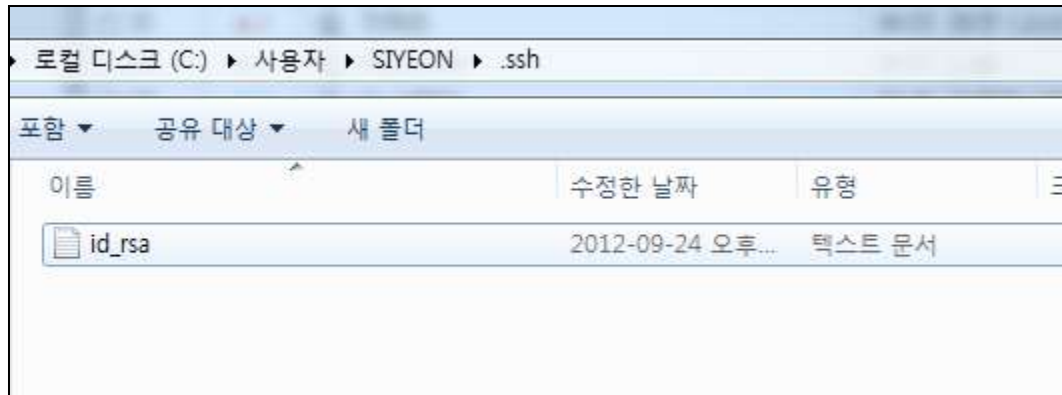 로컬 디스크 (C:) ▶ 사용자 ▶ SIYEON ▶ .ssh
포함 ▼ 공유 대상 ▼ 새 폴더
이름 수정한 날짜 유형
id_rsa 2012-09-24 오후... 텍스트 문서